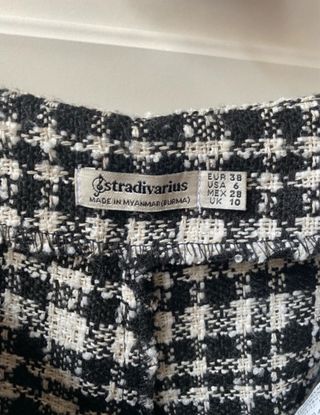 stradivarius
MADE IN MYANMAR (BURMA)
EUR 38
USA 6
MEX 28
UK 10